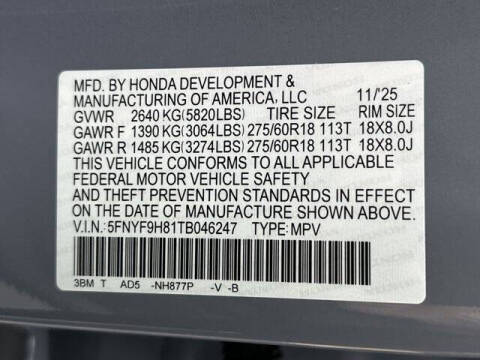 MFD. BY HONDA DEVELOPMENT &
MANUFACTURING OF AMERICA, LLC 11/'25
GVWR 2640 KG(5820LBS) TIRE SIZE RIM SIZE
GAWR F 1390 KG(3064LBS) 275/60R18 113T 18X8.0J
GAWR R 1485 KG(3274LBS) 275/60R18 113T 18X8.0J
THIS VEHICLE CONFORMS TO ALL APPLICABLE
FEDERAL MOTOR VEHICLE SAFETY
AND THEFT PREVENTION STANDARDS IN EFFECT
ON THE DATE OF MANUFACTURE SHOWN ABOVE.
V.I.N.: 5FNYF9H81TB046247 TYPE: MPV
3BM T AD5 -NH877P -V -B